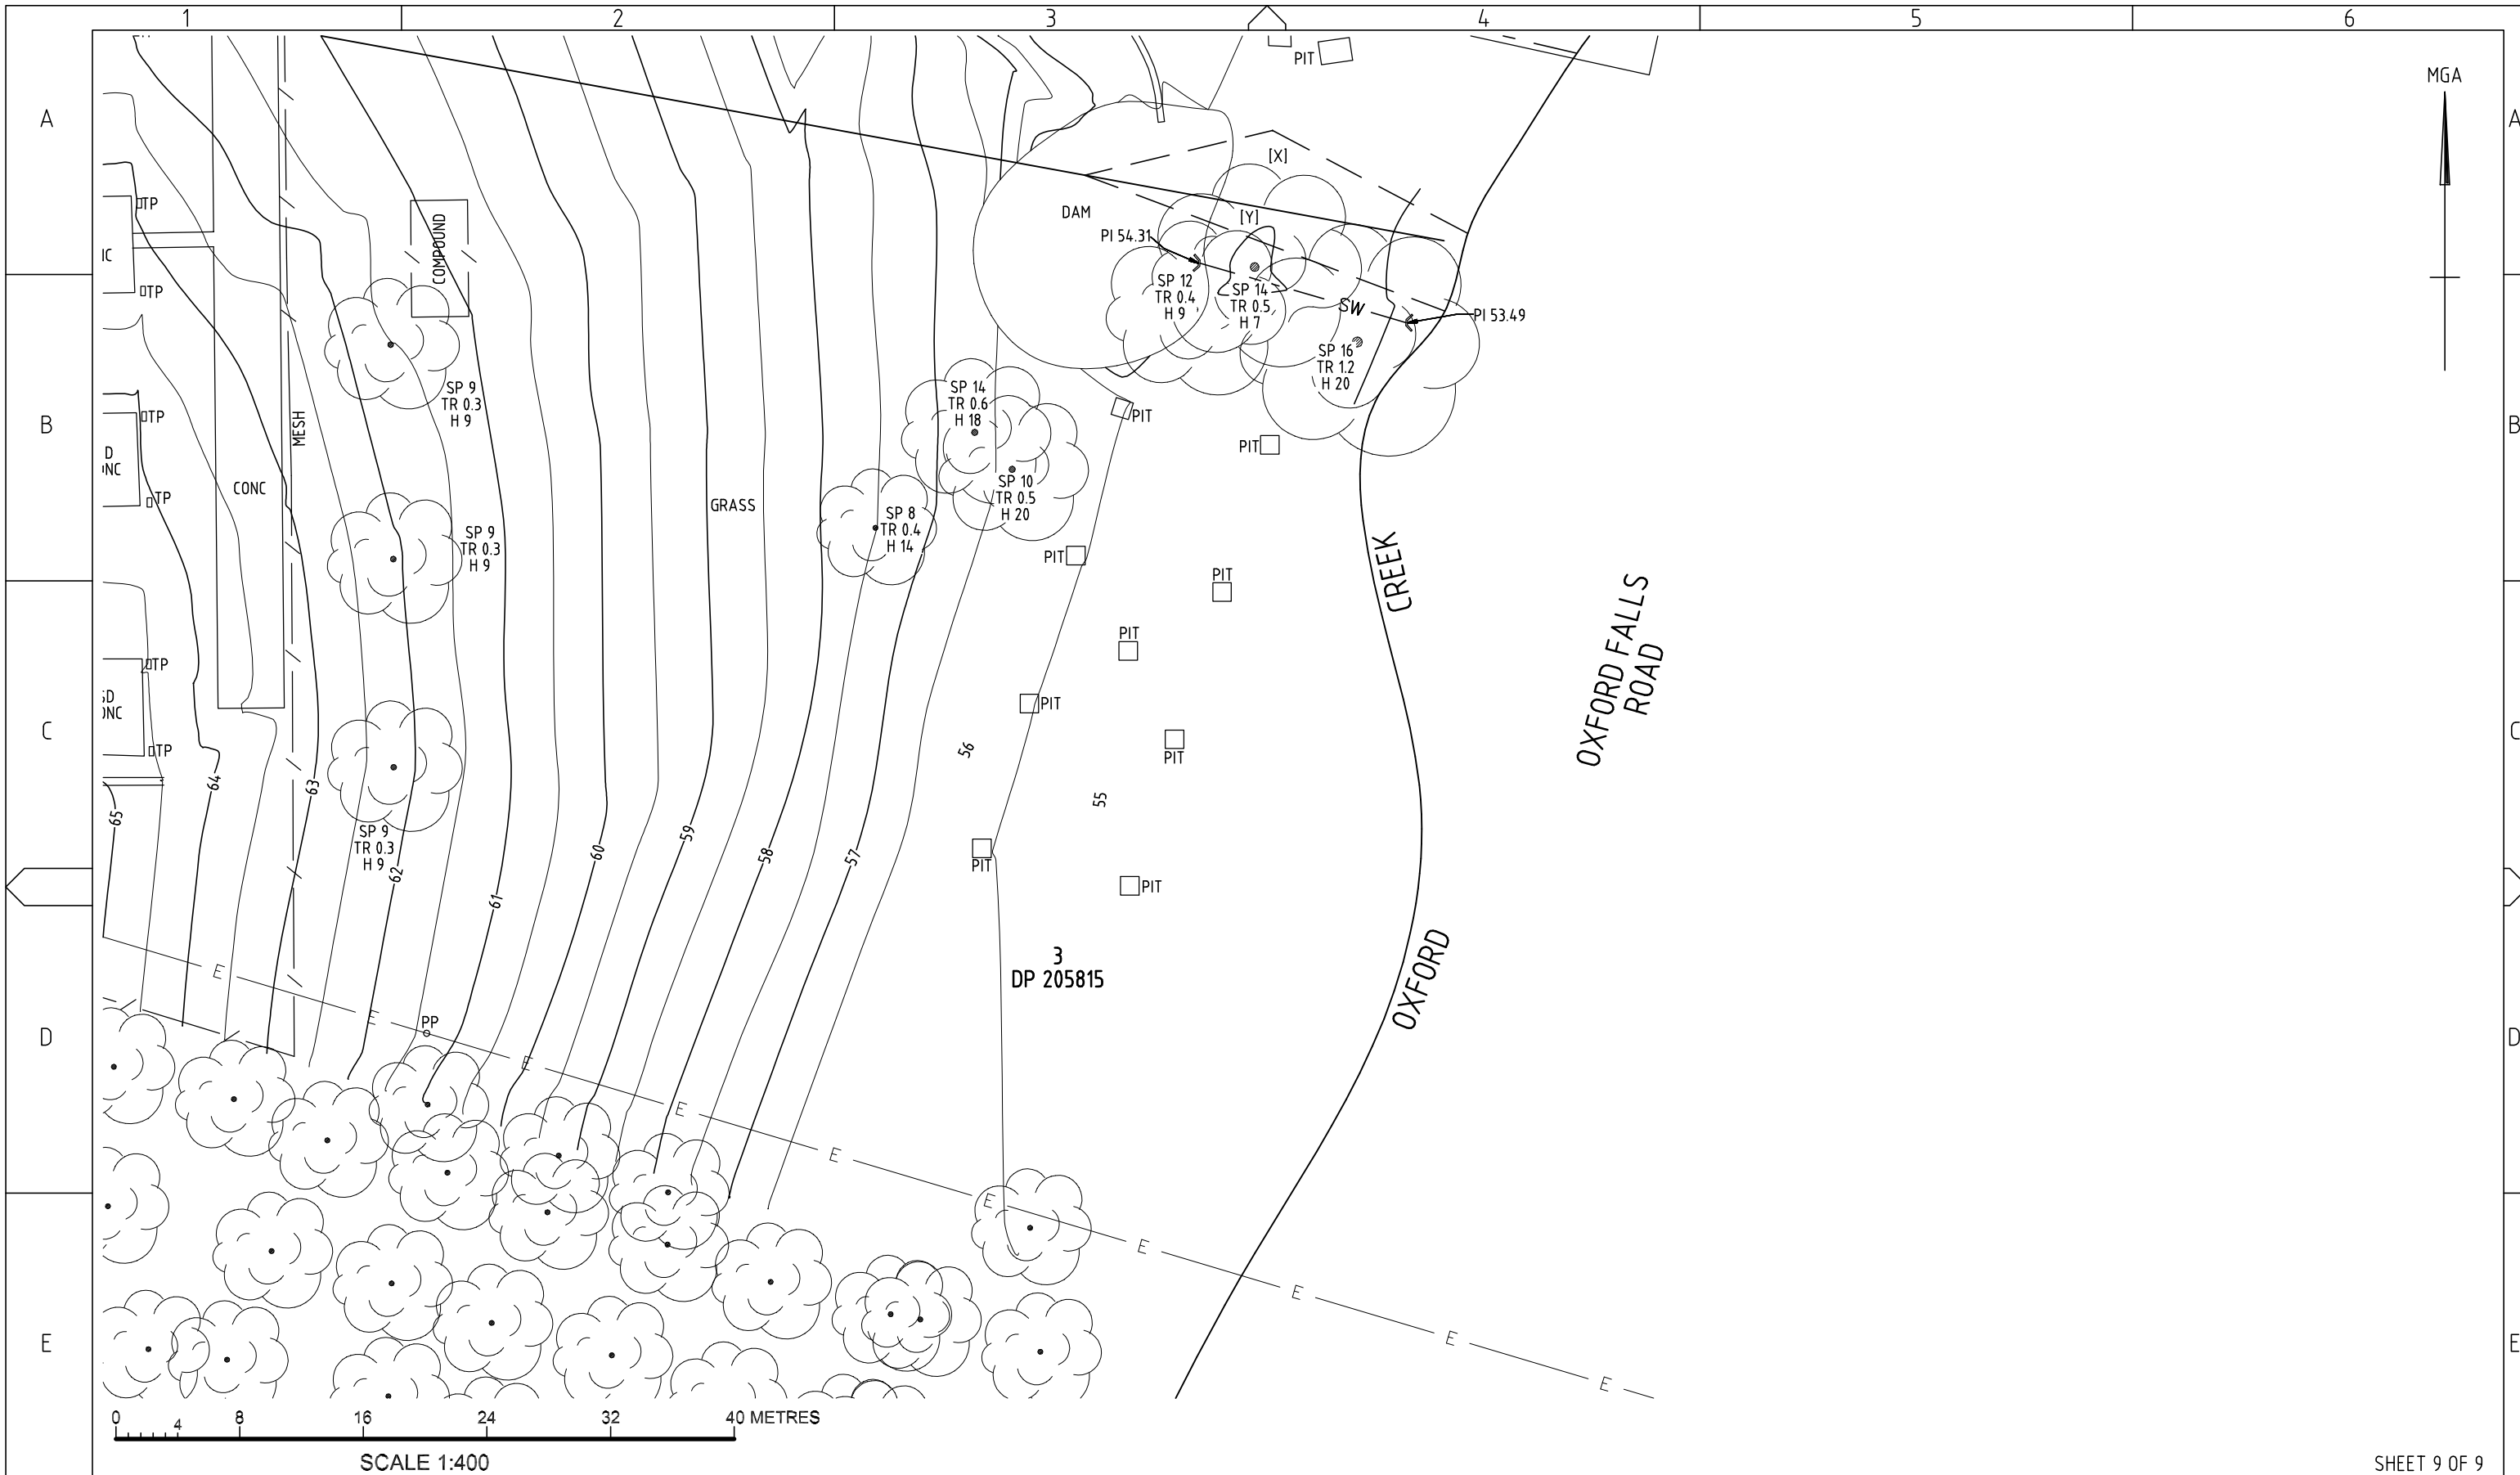 1 2 3 4 5 6
A A
B B
C C
D D
E E
MGA
PIT
[X]
[Y]
DAM
PI 54.31
SP 12
TR 0.4
H 9
SP 14
TR 0.5
H 7
SW
PI 53.49
SP 16
TR 1.2
H 20
TP
COMPOUND
TP
SP 9
TR 0.3
H 9
SP 14
TR 0.6
H 18
PIT
PIT
TP
MESH
CONC
TP
GRASS
SP 10
TR 0.5
H 20
SP 8
TR 0.4
H 14
SP 9
TR 0.3
H 9
PIT
PIT
CREEK
OXFORD FALLS
ROAD
PIT
TP
PIT
TP
56
PIT
55
64
63
65
SP 9
TR 0.3
H 9
62
61
60
59
58
57
PIT
PIT
3
DP 205815
OXFORD
E
E
PP
E
E
E
E
E
E
E
E
0 4 8 16 24 32 40 METRES
SCALE 1:400
SHEET 9 OF 9